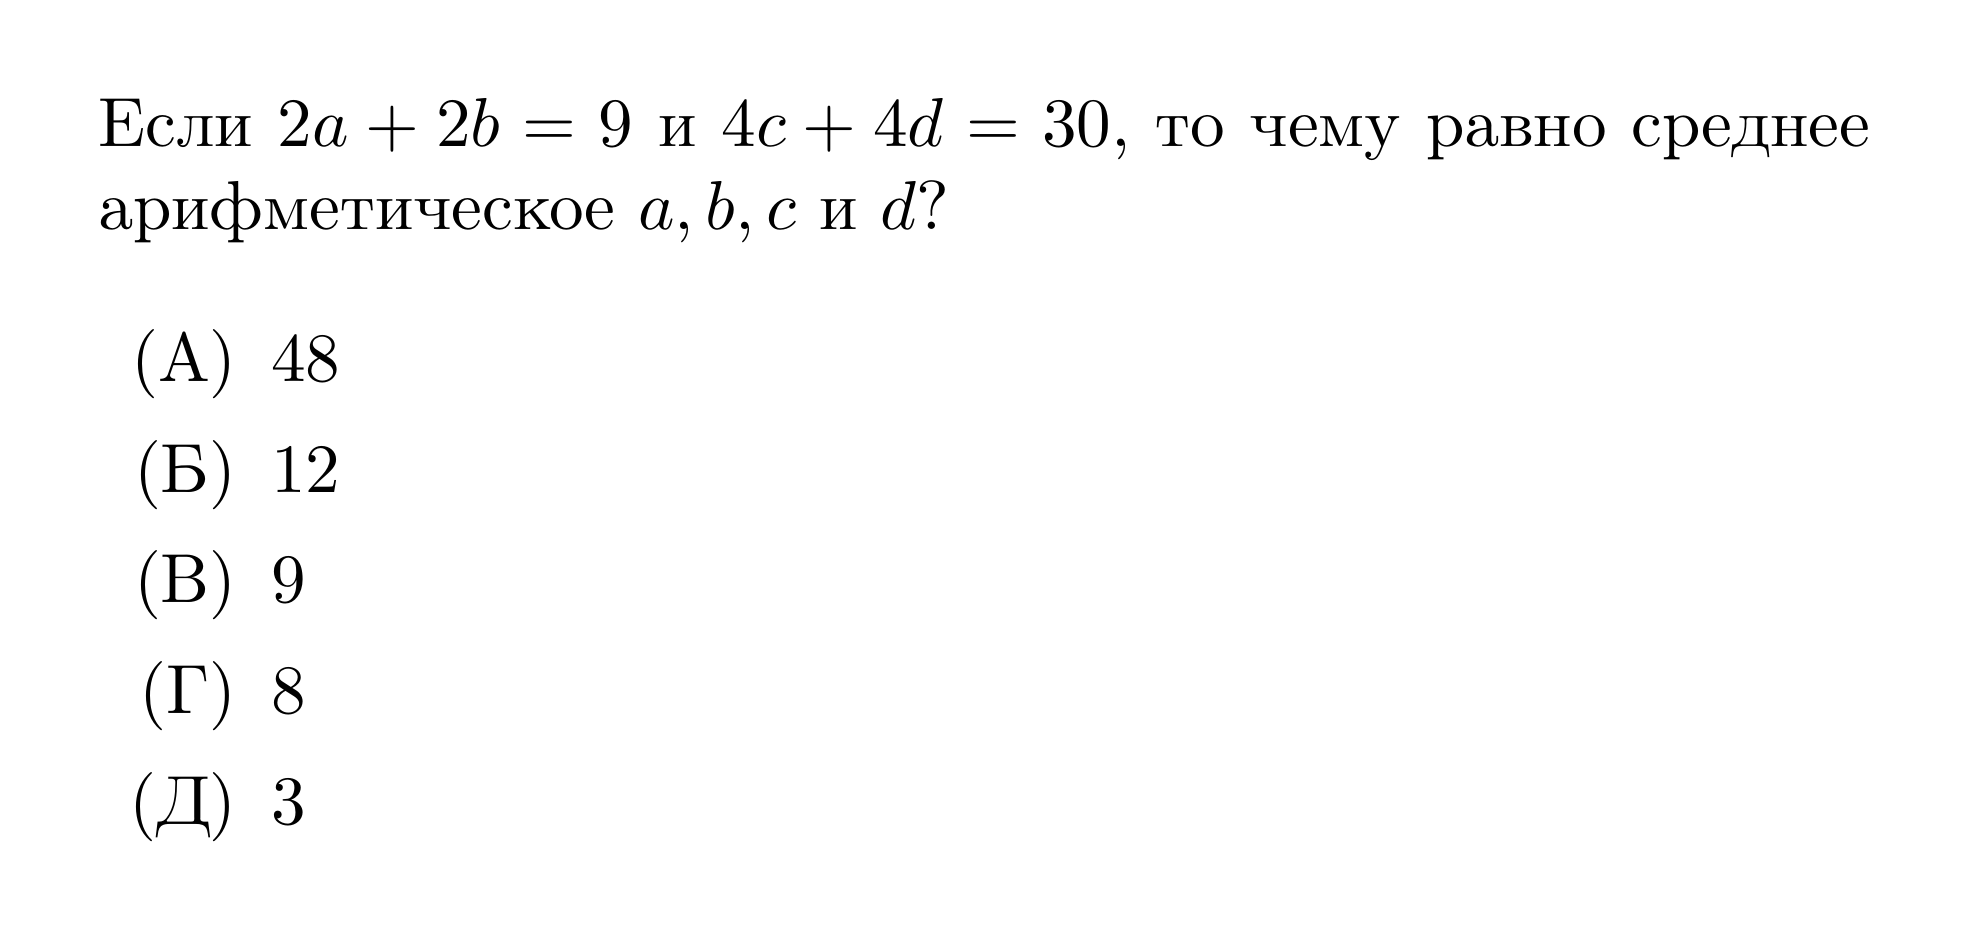 Если 2a + 2b = 9 и 4c + 4d = 30, то чему равно среднее
арифметическое a, b, c и d?
(А) 48
(Б) 12
(В) 9
(Г) 8
(Д) 3